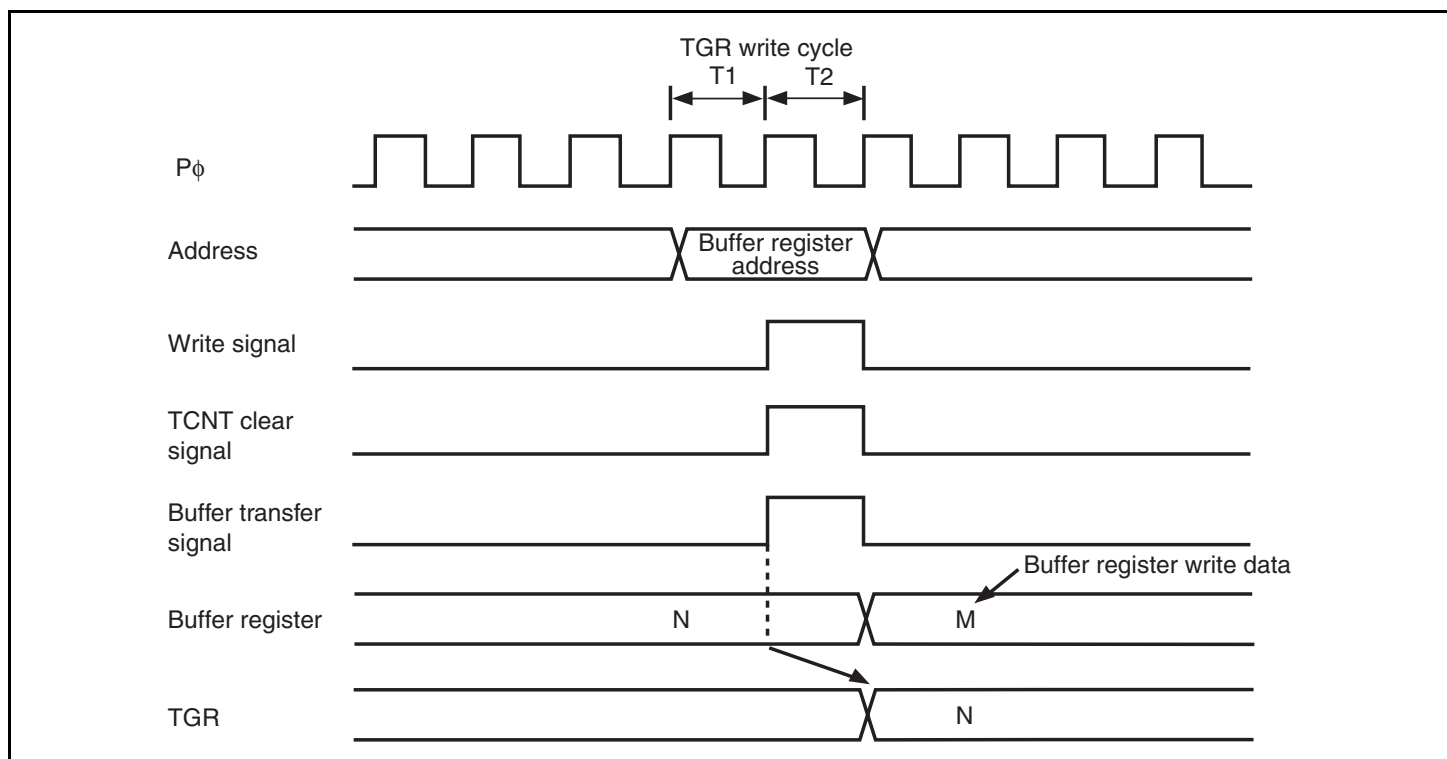 TGR write cycle
T1 T2
Pϕ
Address
Buffer register
address
Write signal
TCNT clear
signal
Buffer transfer
signal
Buffer register write data
Buffer register
N M
TGR
N